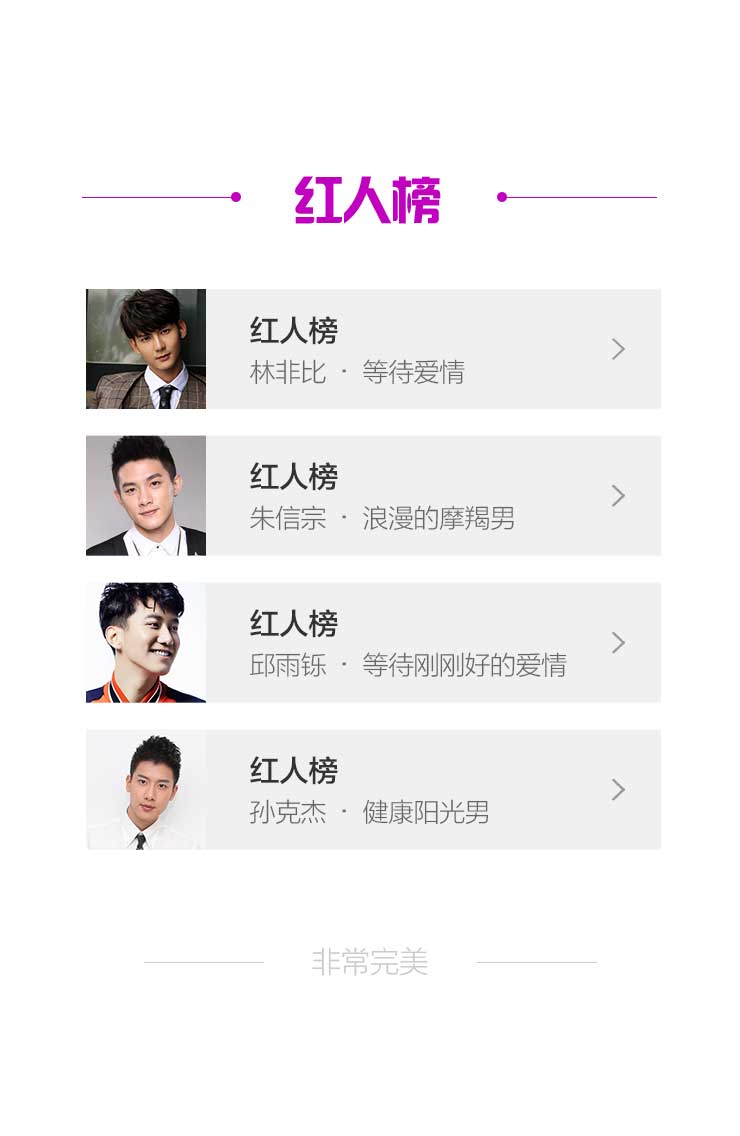 红人榜
红人榜
林非比 · 等待爱情
红人榜
朱信宗 · 浪漫的摩羯男
红人榜
邱雨铄 · 等待刚刚好的爱情
红人榜
孙克杰 · 健康阳光男
非常完美